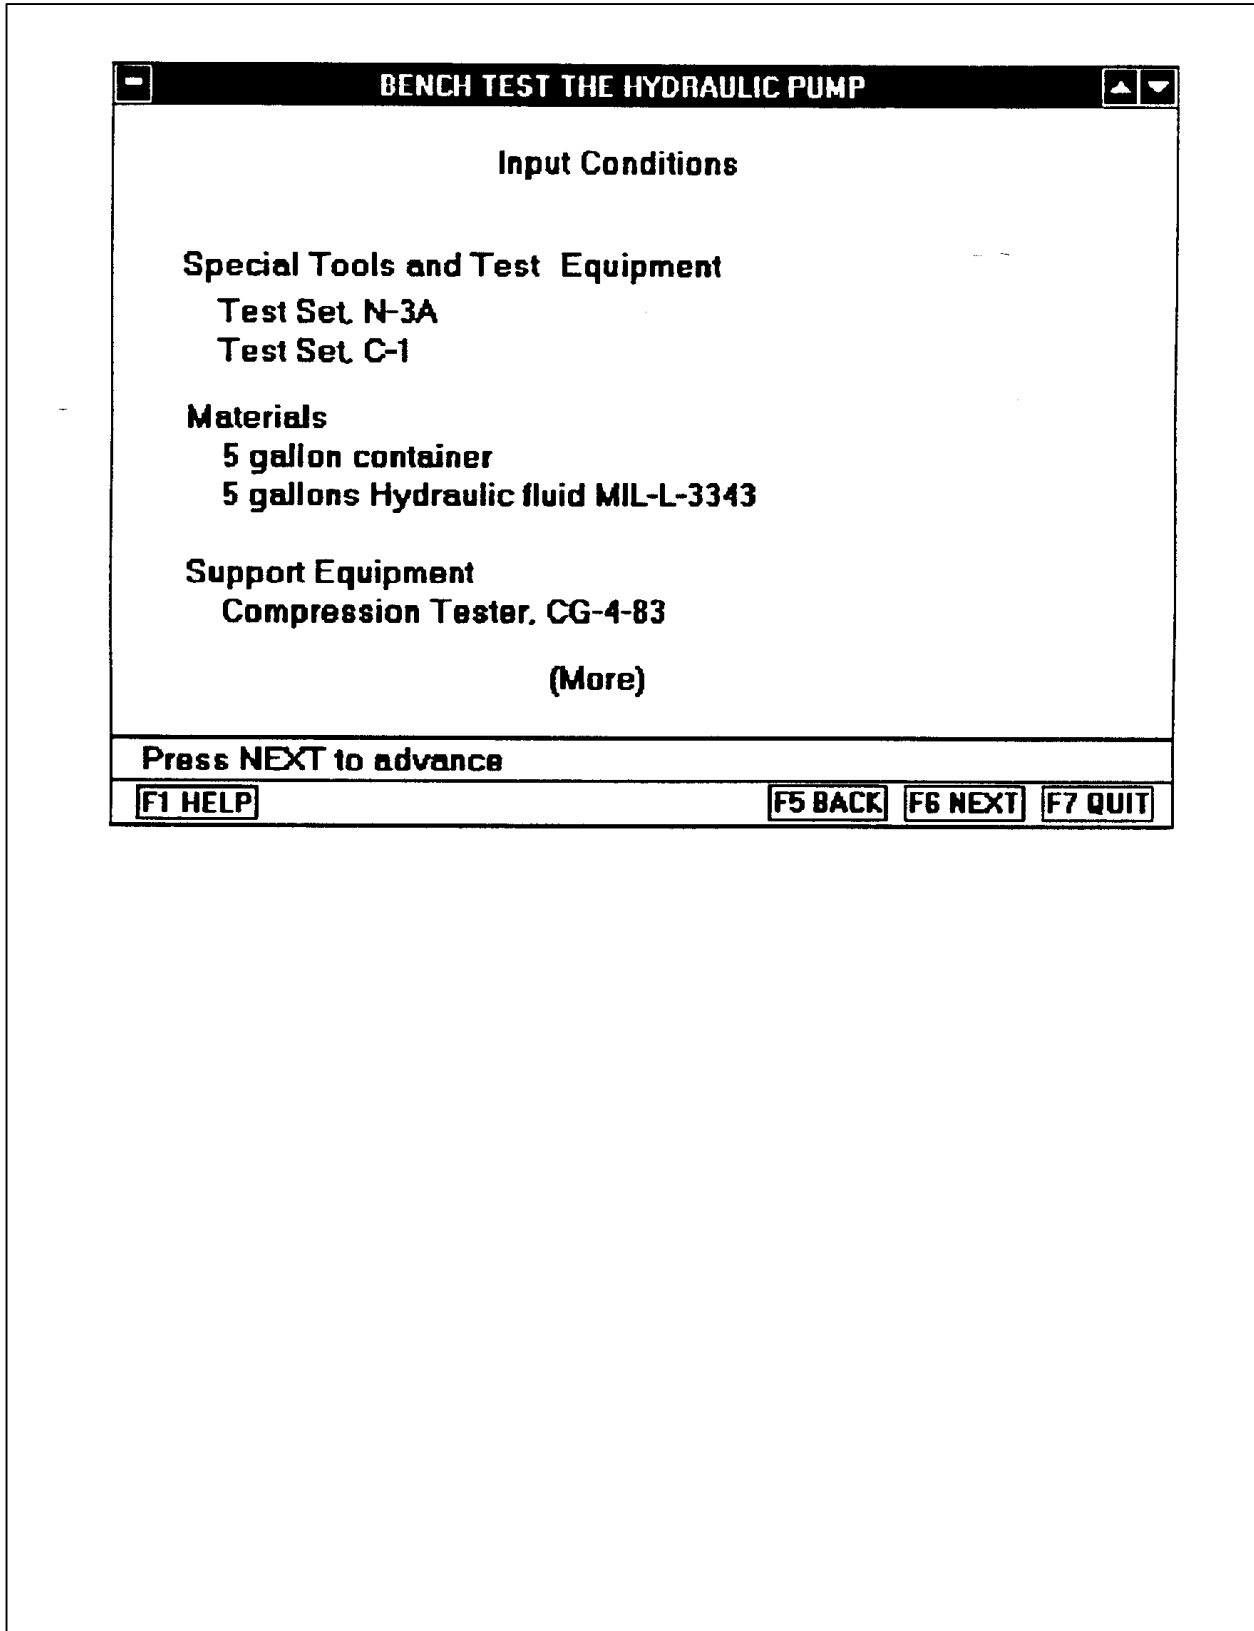 BENCH TEST THE HYDRAULIC PUMP
Input Conditions
Special Tools and Test Equipment
Test Set, N-3A
Test Set, C-1
Materials
5 gallon container
5 gallons Hydraulic fluid MIL-L-3343
Support Equipment
Compression Tester, CG-4-83
(More)
Press NEXT to advance
F1 HELP F5 BACK F6 NEXT F7 QUIT